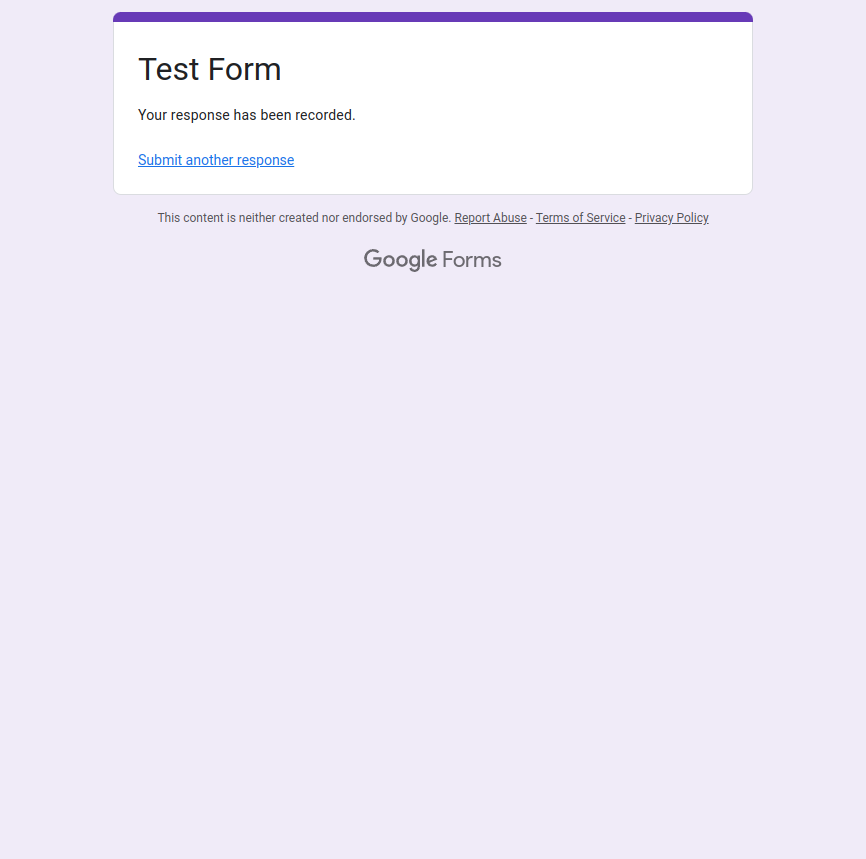 Test Form
Your response has been recorded.
Submit another response
This content is neither created nor endorsed by Google. Report Abuse - Terms of Service - Privacy Policy
Google Forms